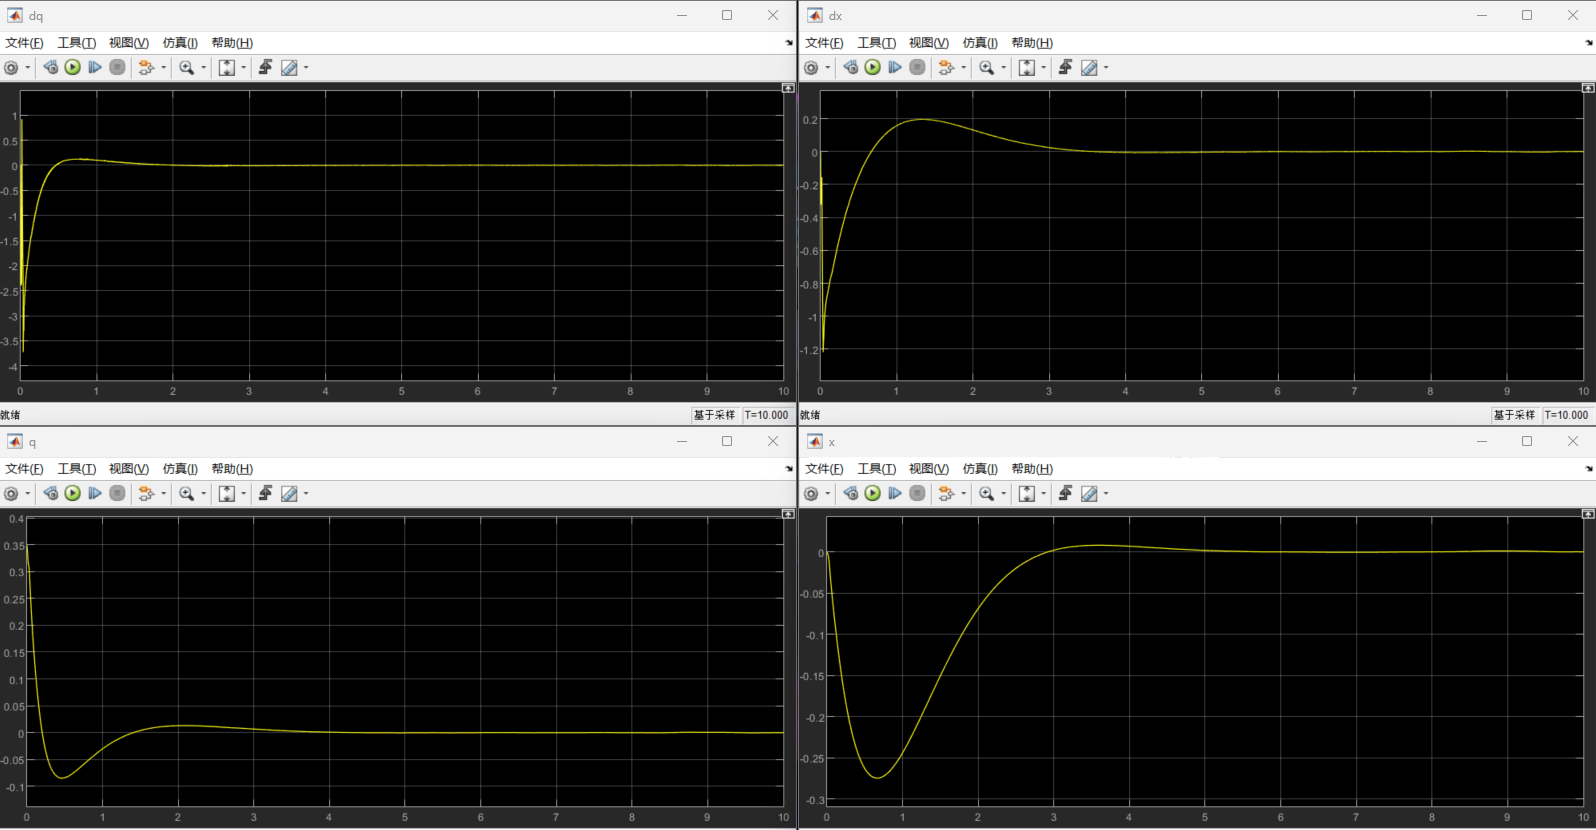 dq
文件(F) 工具(T) 视图(V) 仿真(I) 帮助(H)
1
0.5
0
-0.5
-1
-1.5
-2
-2.5
-3
-3.5
-4
0 1 2 3 4 5 6 7 8 9 10
就绪 基于采样 T=10.000
dx
文件(F) 工具(T) 视图(V) 仿真(I) 帮助(H)
0.2
0
-0.2
-0.4
-0.6
-0.8
-1
-1.2
0 1 2 3 4 5 6 7 8 9 10
就绪 基于采样 T=10.000
q
文件(F) 工具(T) 视图(V) 仿真(I) 帮助(H)
0.4
0.35
0.3
0.25
0.2
0.15
0.1
0.05
0
-0.05
-0.1
0 1 2 3 4 5 6 7 8 9 10
x
文件(F) 工具(T) 视图(V) 仿真(I) 帮助(H)
0
-0.05
-0.1
-0.15
-0.2
-0.25
-0.3
0 1 2 3 4 5 6 7 8 9 10